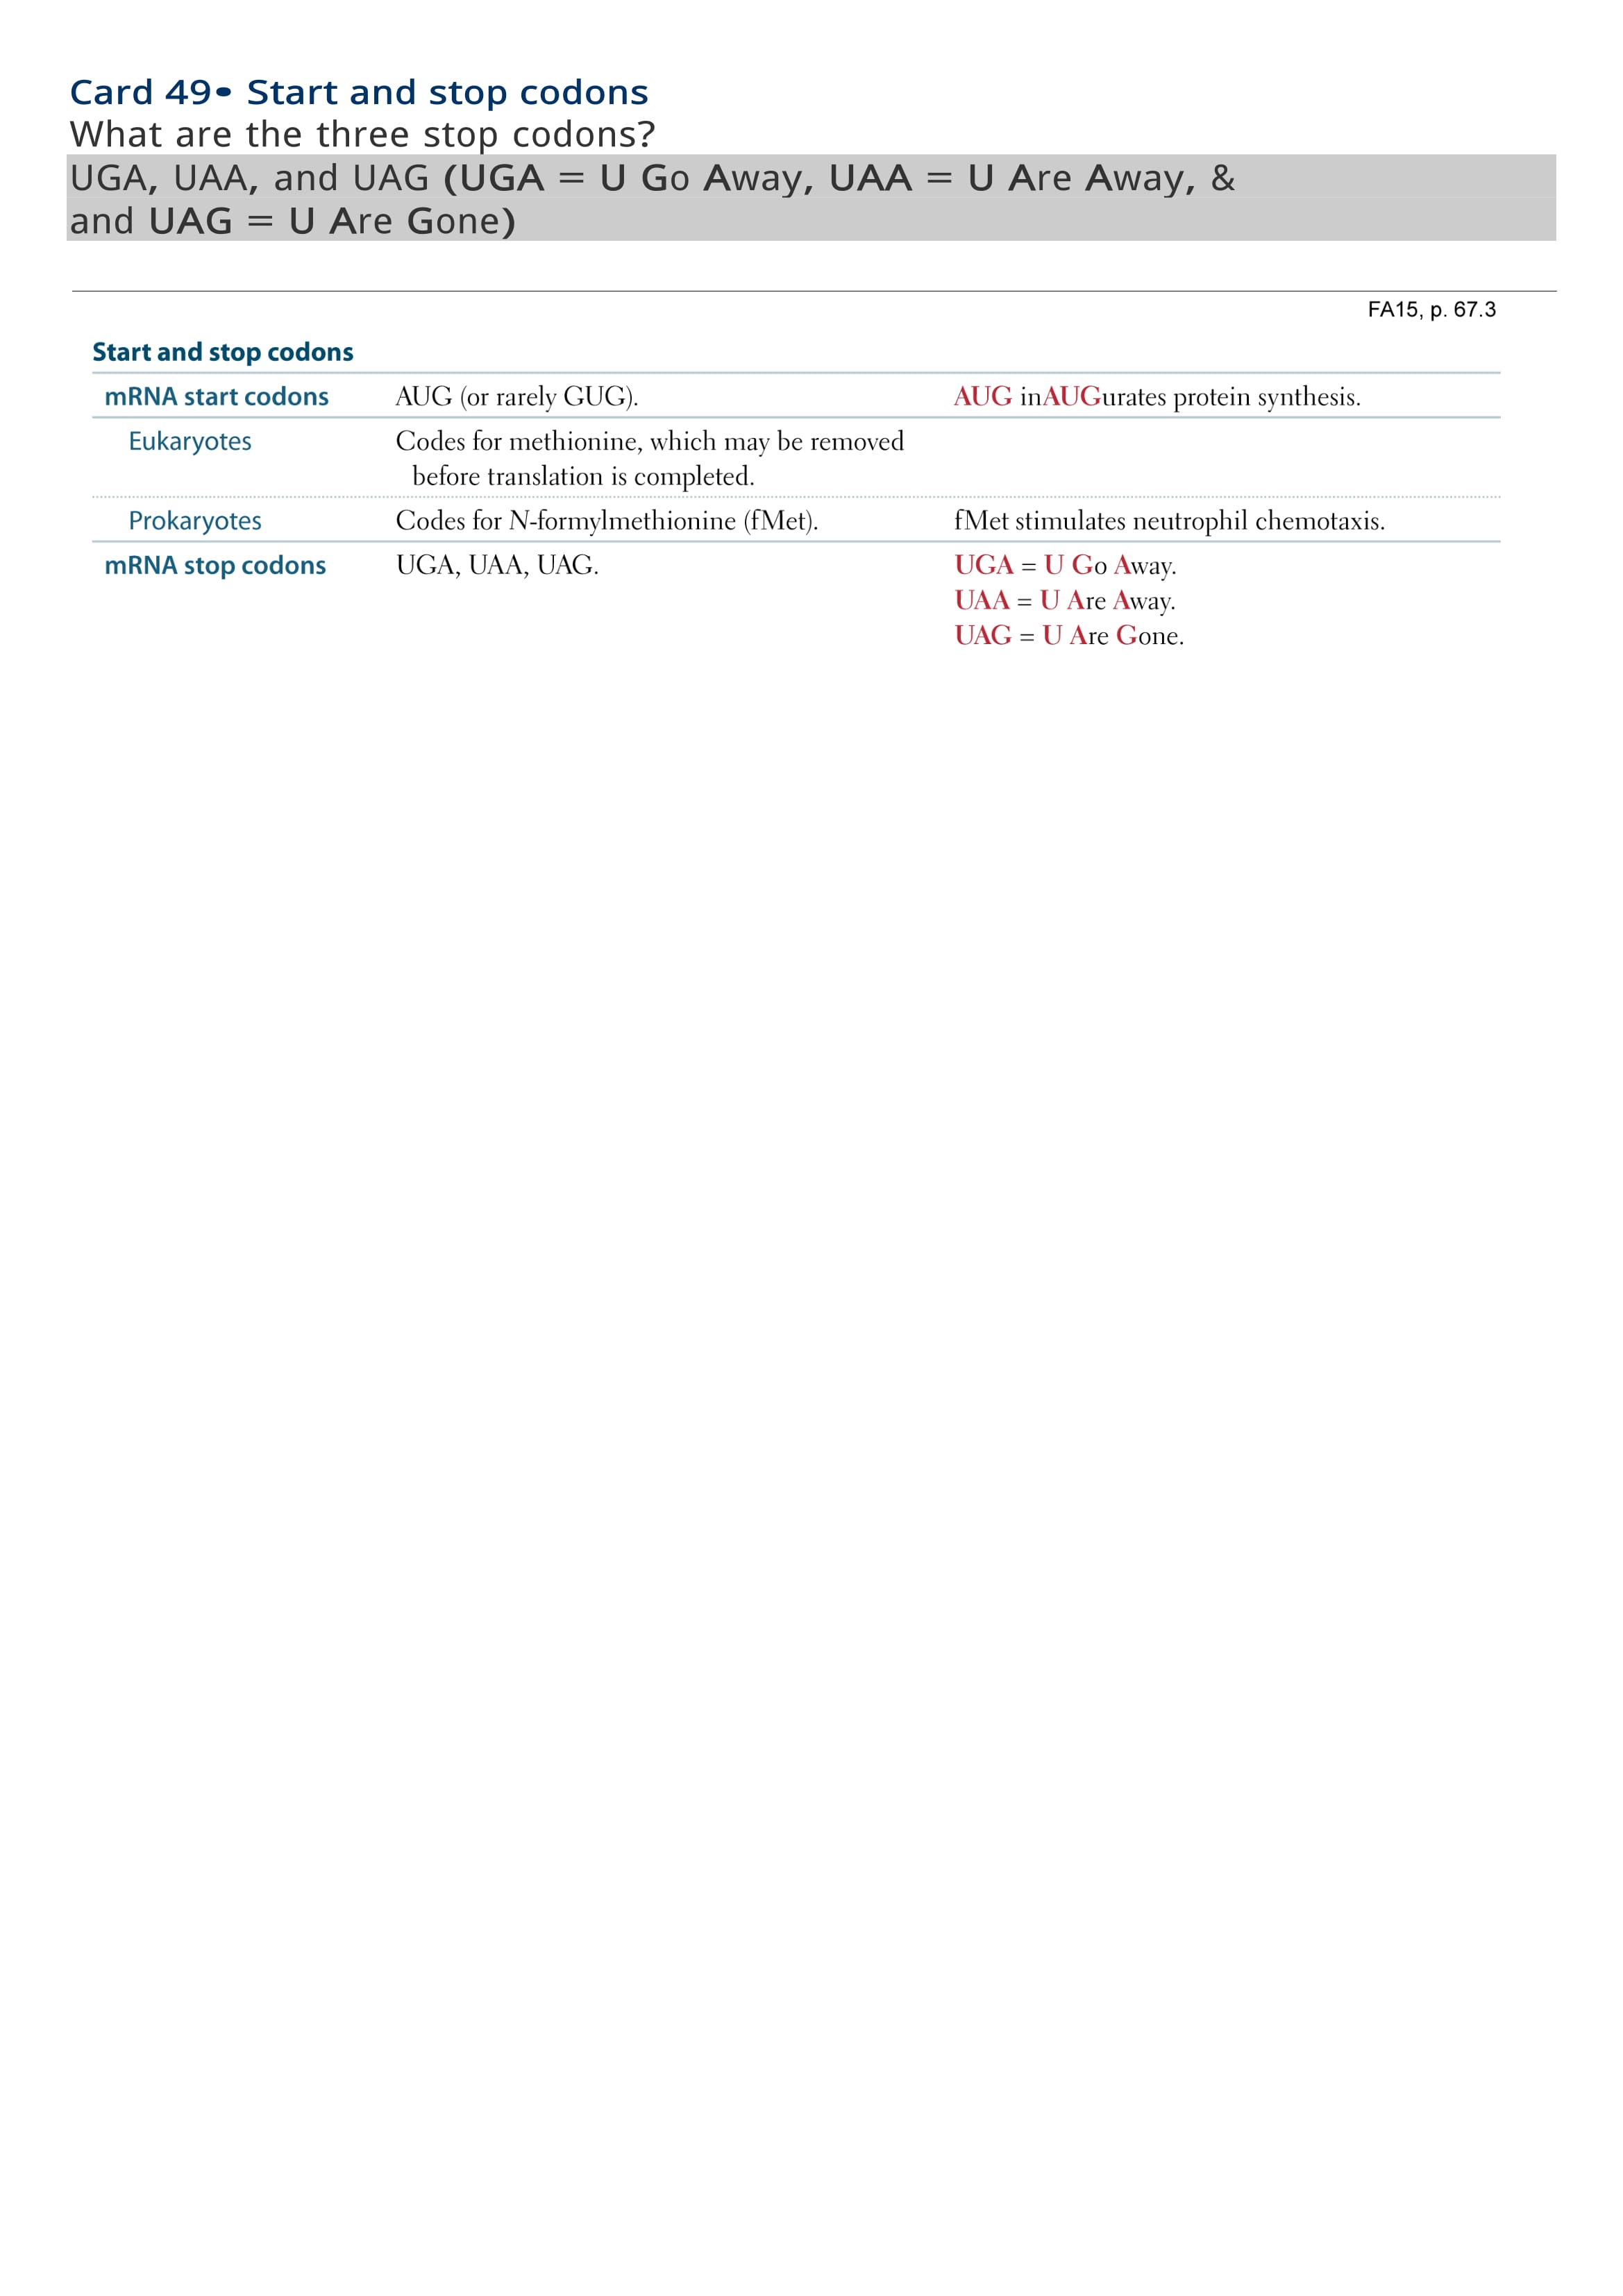 Card 49• Start and stop codons
What are the three stop codons?
UGA, UAA, and UAG (UGA = U Go Away, UAA = U Are Away, &
and UAG = U Are Gone)
FA15, p. 67.3
Start and stop codons
mRNA start codons AUG (or rarely GUG). AUG inAUGurates protein synthesis.
Eukaryotes Codes for methionine, which may be removed
before translation is completed.
Prokaryotes Codes for N-formylmethionine (fMet). fMet stimulates neutrophil chemotaxis.
mRNA stop codons UGA, UAA, UAG. UGA = U Go Away.
UAA = U Are Away.
UAG = U Are Gone.